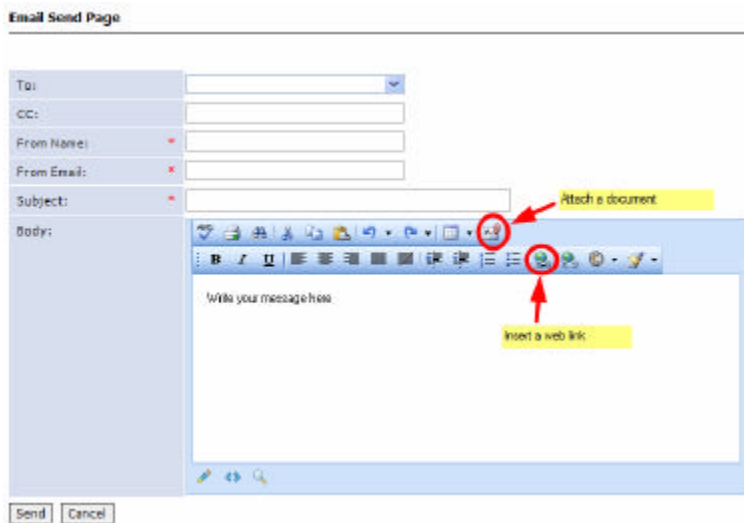 Email Send Page
To:
CC:
From Name: *
From Email: *
Subject: *
Attach a document
Body:
B I U
Write your message here
Insert a web link
Send Cancel